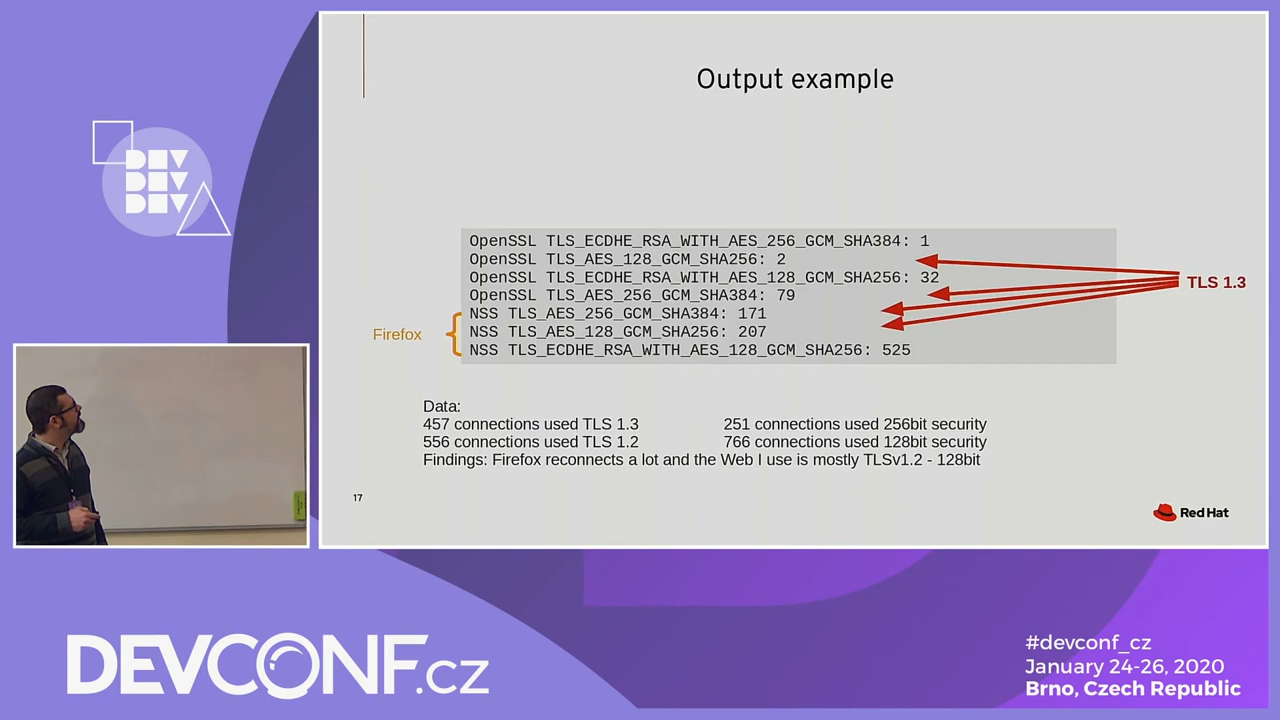 DEV
DEV
DEV
Output example
OpenSSL TLS_ECDHE_RSA_WITH_AES_256_GCM_SHA384: 1
OpenSSL TLS_AES_128_GCM_SHA256: 2
OpenSSL TLS_ECDHE_RSA_WITH_AES_128_GCM_SHA256: 32
OpenSSL TLS_AES_256_GCM_SHA384: 79
NSS TLS_AES_256_GCM_SHA384: 171
NSS TLS_AES_128_GCM_SHA256: 207
NSS TLS_ECDHE_RSA_WITH_AES_128_GCM_SHA256: 525
TLS 1.3
Firefox
Data:
457 connections used TLS 1.3
251 connections used 256bit security
556 connections used TLS 1.2
766 connections used 128bit security
Findings: Firefox reconnects a lot and the Web I use is mostly TLSv1.2 - 128bit
17
Red Hat
DEVCONF.cz
#devconf_cz
January 24-26, 2020
Brno, Czech Republic